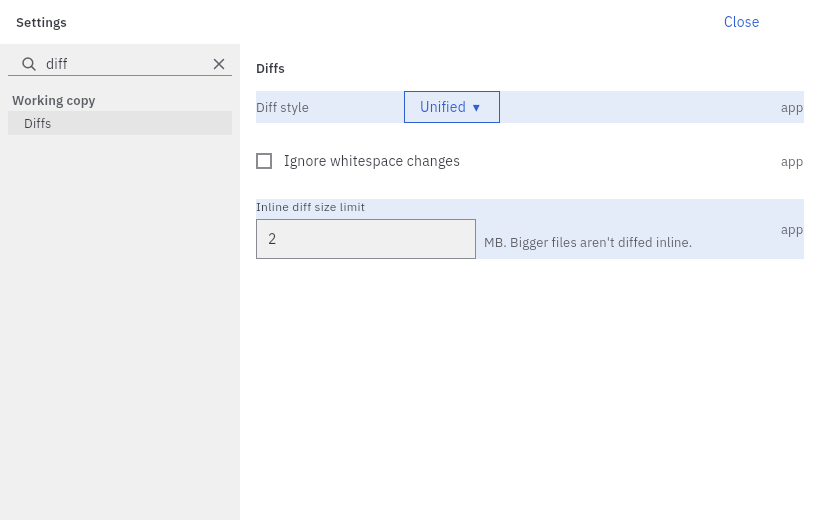 Settings
Close
diff
Working copy
Diffs
Diffs
Diff style
Unified ▾
app
Ignore whitespace changes
app
Inline diff size limit
2
MB. Bigger files aren't diffed inline.
app